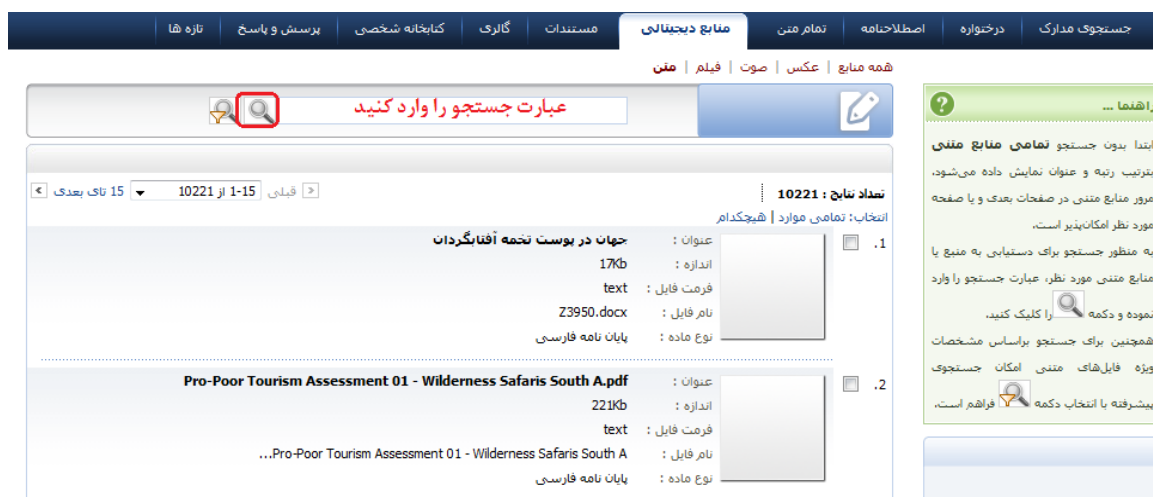 جستجوی مدارک | درختواره | اصطلاحنامه | تمام متن | منابع دیجیتالی | مستندات | گالری | کتابخانه شخصی | پرسش و پاسخ | تازه ها
همه منابع | عکس | صوت | فیلم | متن
عبارت جستجو را وارد کنید
راهنما ...
ابتدا بدون جستجو تمامی منابع متنی
بترتیب رتبه و عنوان نمایش داده می‌شود.
مرور منابع متنی در صفحات بعدی و یا صفحه
مورد نظر امکان‌پذیر است.
به منظور جستجو برای دستیابی به منبع یا
منابع متنی مورد نظر، عبارت جستجو را وارد
نموده و دکمه را کلیک کنید.
همچنین برای جستجو براساس مشخصات
ویژه فایل‌های متنی امکان جستجوی
پیشرفته با انتخاب دکمه فراهم است.
تعداد نتایج : 10221
قبلی 1-15 از 10221 15 تای بعدی
انتخاب: تمامی موارد | هیچکدام
1. عنوان : جهان در پوست تخمه آفتابگردان
اندازه : 17Kb
فرمت فایل : text
نام فایل : Z3950.docx
نوع ماده : پایان نامه فارسی
2. عنوان : Pro-Poor Tourism Assessment 01 - Wilderness Safaris South A.pdf
اندازه : 221Kb
فرمت فایل : text
نام فایل : Pro-Poor Tourism Assessment 01 - Wilderness Safaris South A...
نوع ماده : پایان نامه فارسی